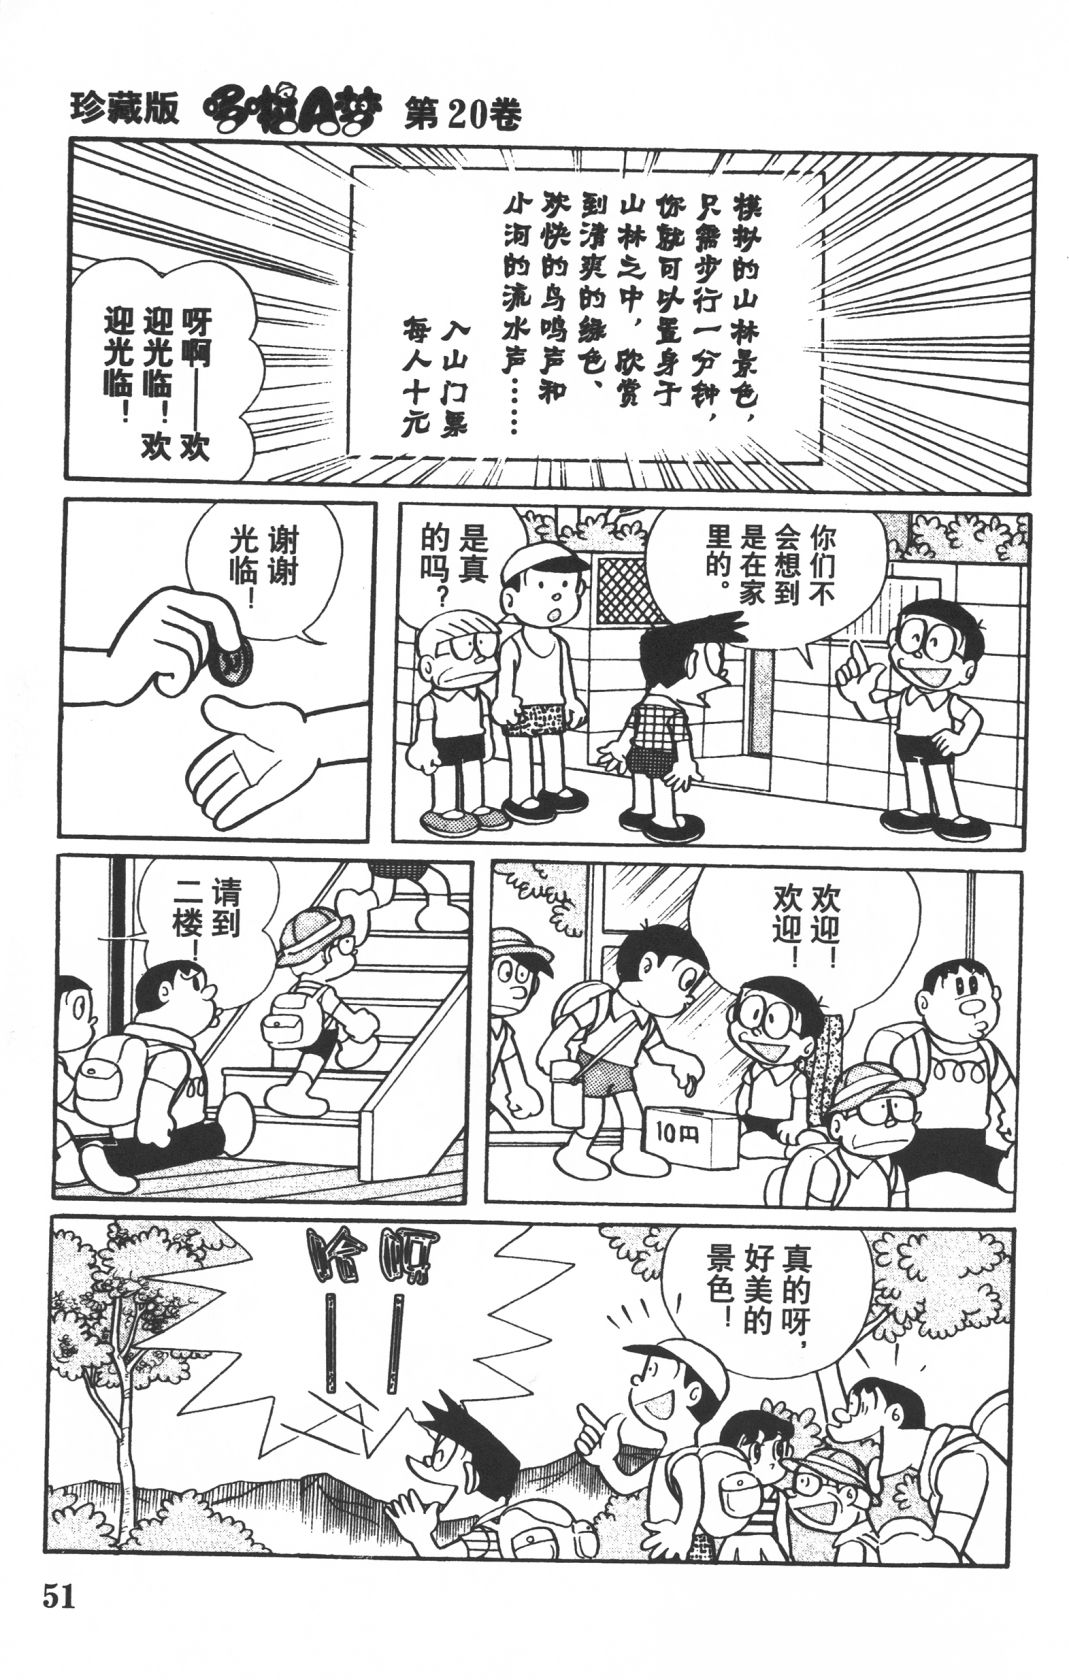 珍藏版 哆啦A梦 第20卷
模拟的山林景色，
只需步行一分钟，
你就可以置身于
山林之中，欣赏
到清爽的绿色、
欢快的鸟鸣声和
小河的流水声……
入山门票
每人十元
呀啊——欢
迎光临！欢
迎光临！
你们不
会想到
是在家
里的。
是真
的吗？
谢谢
光临！
欢迎！
欢迎！
10円
请到
二楼！
真的呀，
好美的
景色！
哈
呀
51